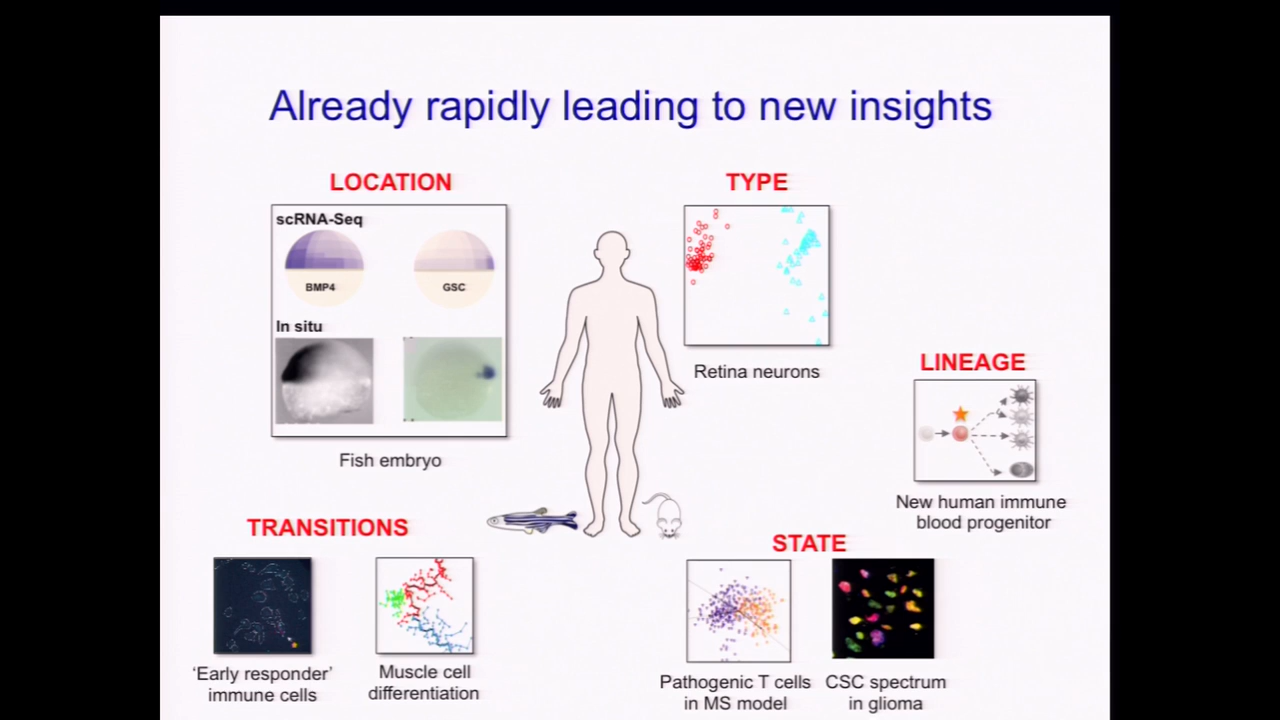 Already rapidly leading to new insights
LOCATION
scRNA-Seq
BMP4
GSC
In situ
Fish embryo
TYPE
Retina neurons
LINEAGE
New human immune
blood progenitor
TRANSITIONS
‘Early responder’
immune cells
Muscle cell
differentiation
STATE
Pathogenic T cells
in MS model
CSC spectrum
in glioma